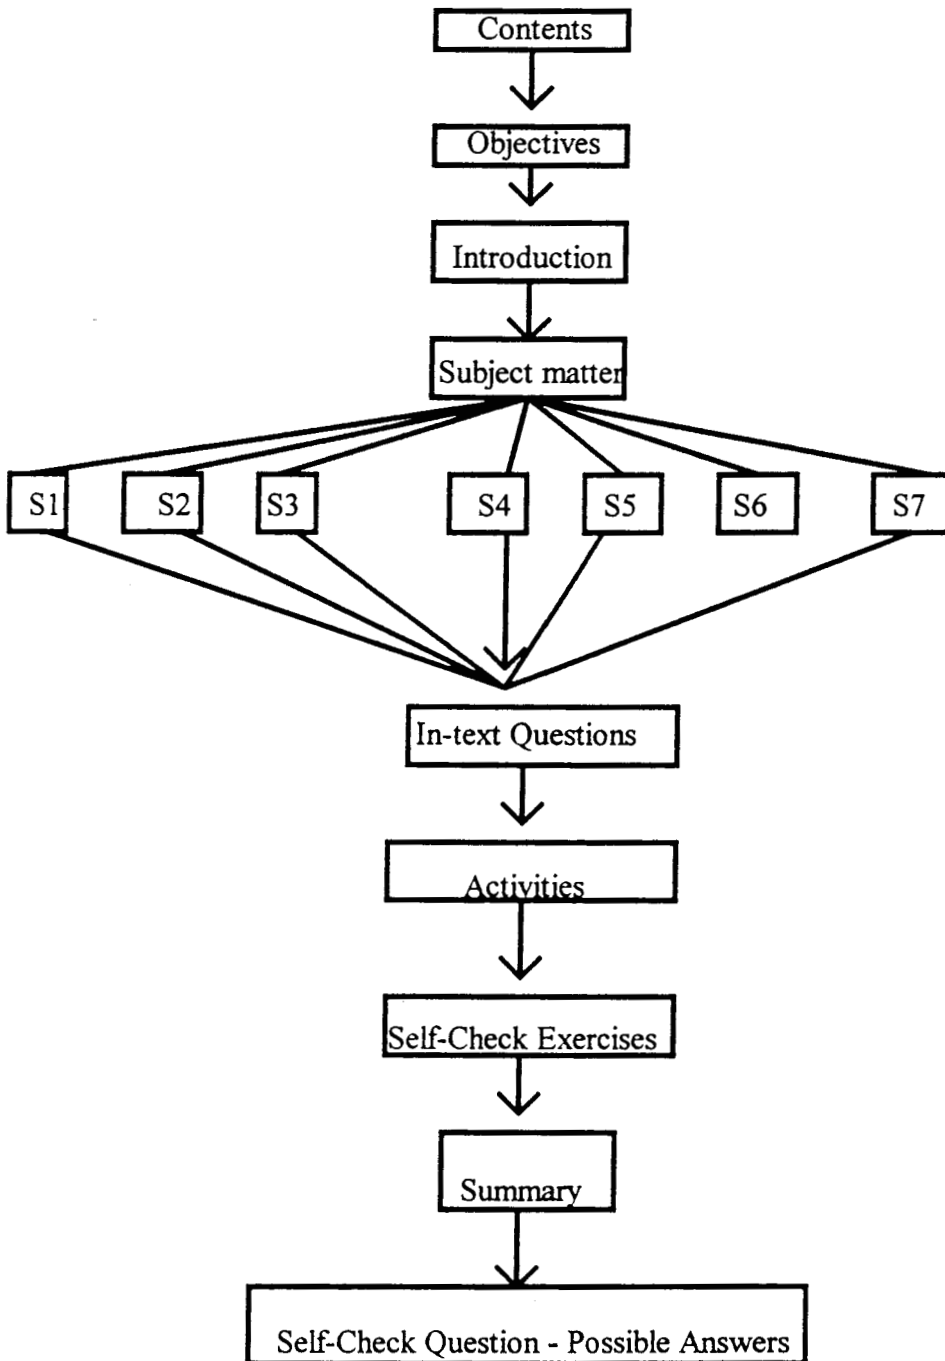 Contents
Objectives
Introduction
Subject matter
S1 S2 S3 S4 S5 S6 S7
In-text Questions
Activities
Self-Check Exercises
Summary
Self-Check Question - Possible Answers